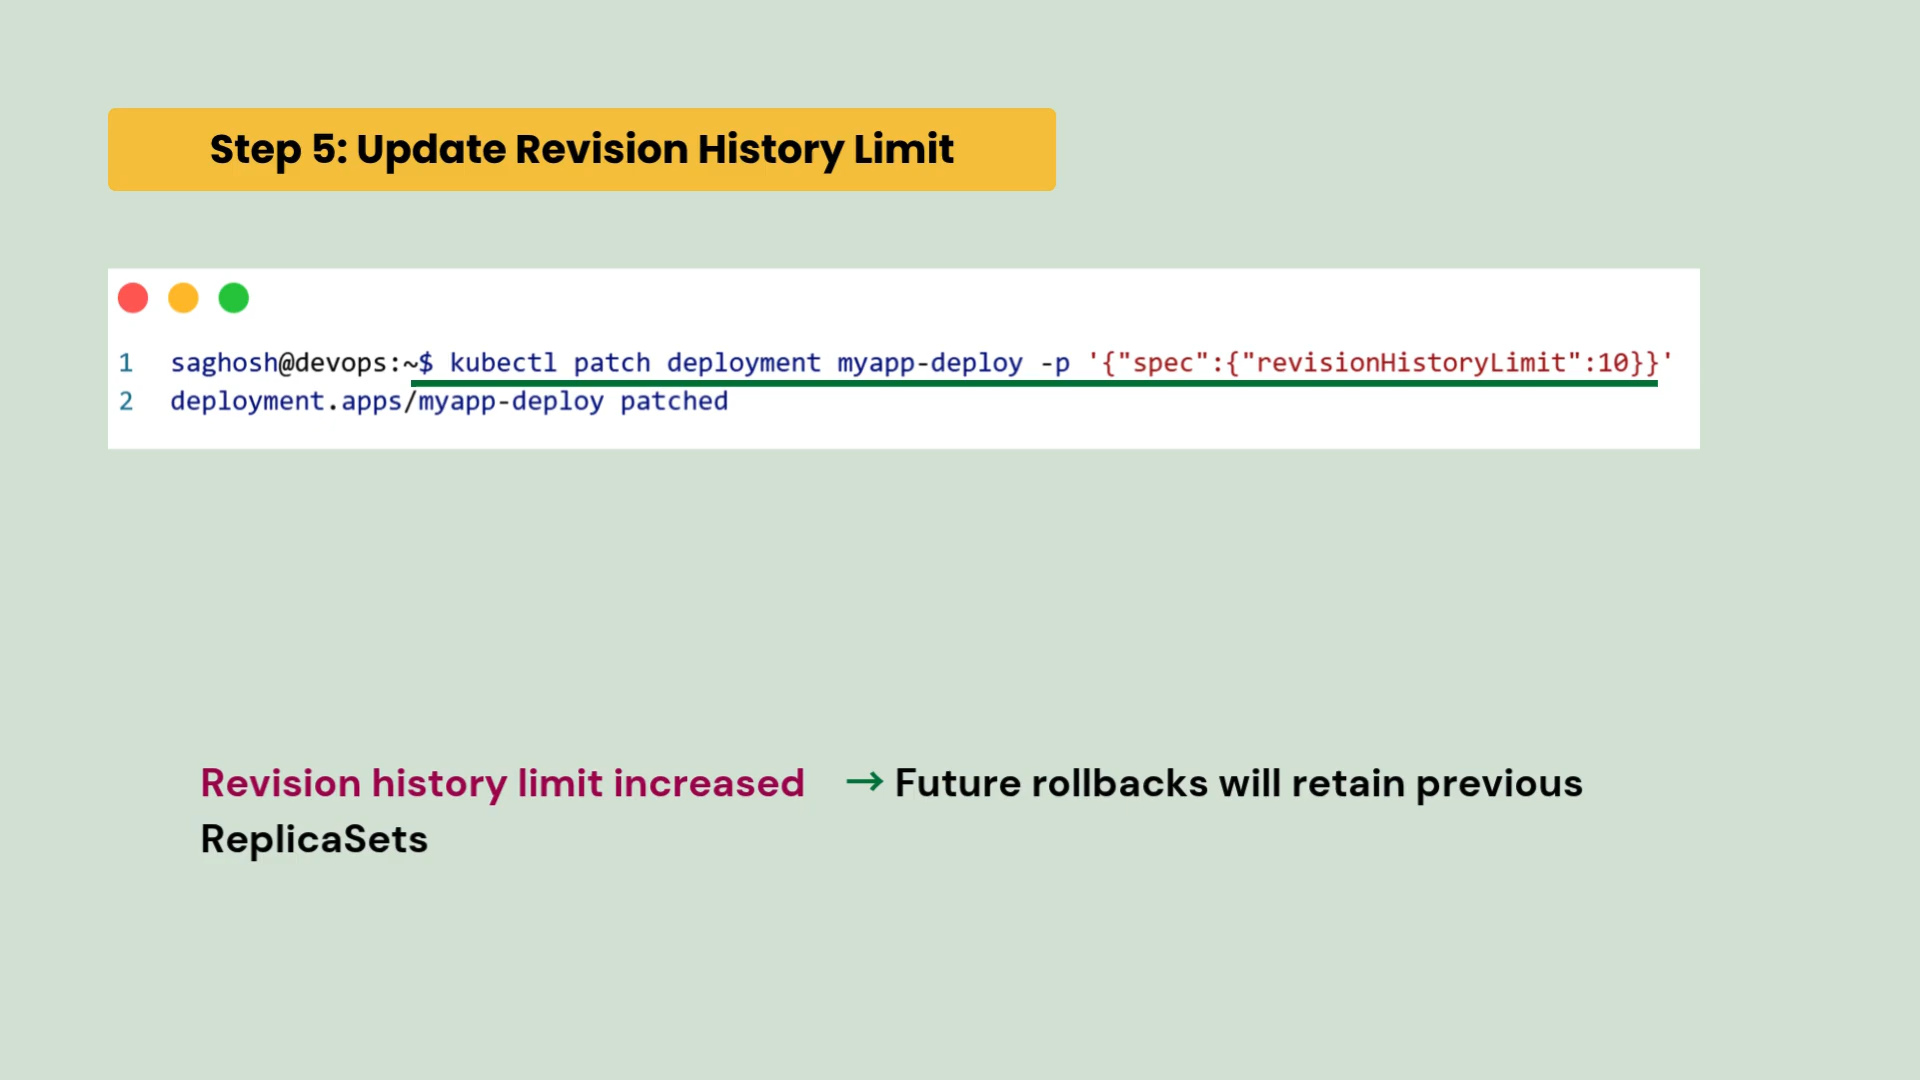 Step 5: Update Revision History Limit
1 saghosh@devops:~$ kubectl patch deployment myapp-deploy -p '{"spec":{"revisionHistoryLimit":10}}'
2 deployment.apps/myapp-deploy patched
Revision history limit increased → Future rollbacks will retain previous
ReplicaSets